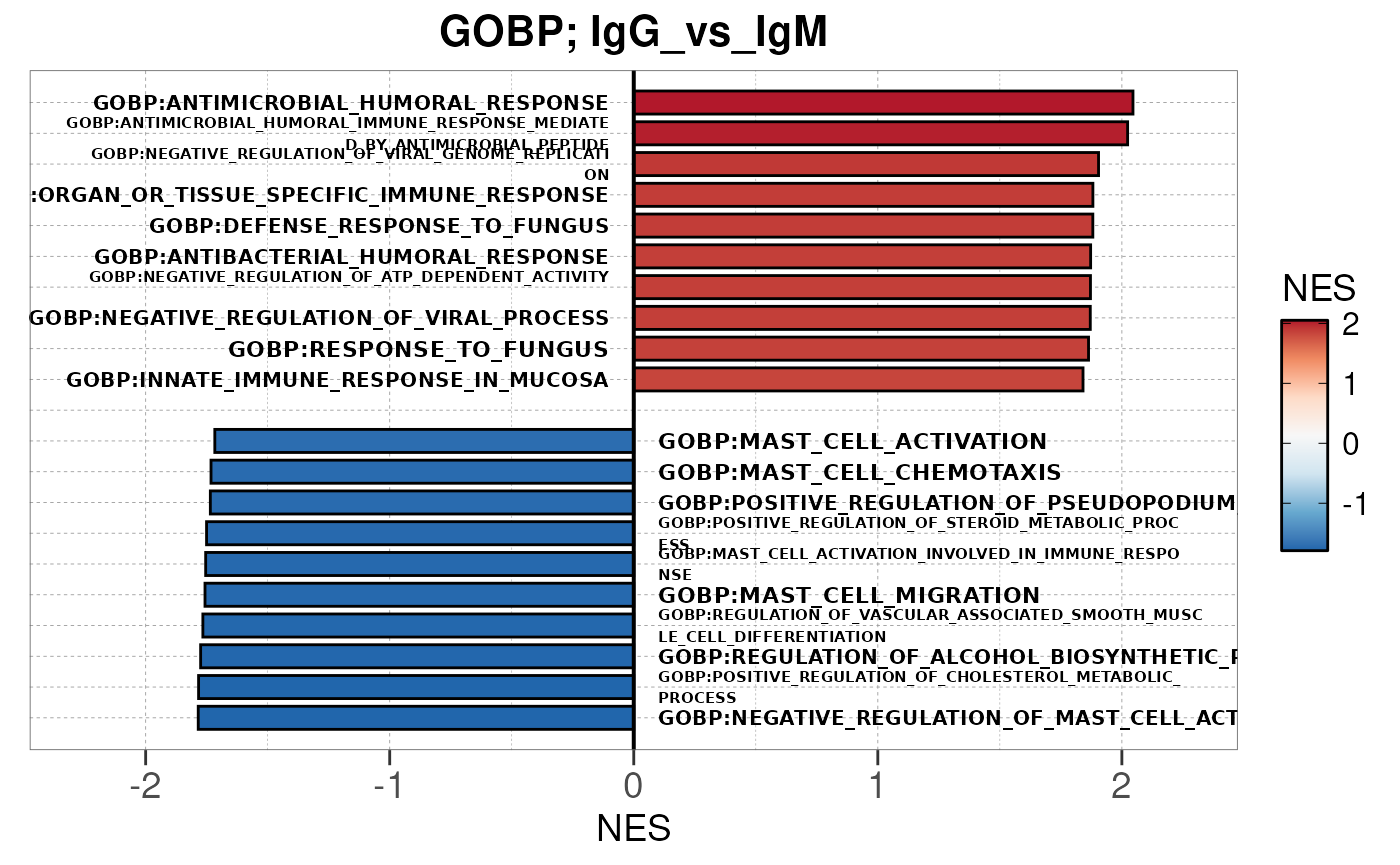 GOBP; IgG_vs_IgM
GOBP:ANTIMICROBIAL_HUMORAL_RESPONSE
GOBP:ANTIMICROBIAL_HUMORAL_IMMUNE_RESPONSE_MEDIATE
D_BY_ANTIMICROBIAL_PEPTIDE
GOBP:NEGATIVE_REGULATION_OF_VIRAL_GENOME_REPLICATI
ON
:ORGAN_OR_TISSUE_SPECIFIC_IMMUNE_RESPONSE
GOBP:DEFENSE_RESPONSE_TO_FUNGUS
GOBP:ANTIBACTERIAL_HUMORAL_RESPONSE
GOBP:NEGATIVE_REGULATION_OF_ATP_DEPENDENT_ACTIVITY
GOBP:NEGATIVE_REGULATION_OF_VIRAL_PROCESS
GOBP:RESPONSE_TO_FUNGUS
GOBP:INNATE_IMMUNE_RESPONSE_IN_MUCOSA
GOBP:MAST_CELL_ACTIVATION
GOBP:MAST_CELL_CHEMOTAXIS
GOBP:POSITIVE_REGULATION_OF_PSEUDOPODIUM_
GOBP:POSITIVE_REGULATION_OF_STEROID_METABOLIC_PROC
ESS
GOBP:MAST_CELL_ACTIVATION_INVOLVED_IN_IMMUNE_RESPO
NSE
GOBP:MAST_CELL_MIGRATION
GOBP:REGULATION_OF_VASCULAR_ASSOCIATED_SMOOTH_MUSC
LE_CELL_DIFFERENTIATION
GOBP:REGULATION_OF_ALCOHOL_BIOSYNTHETIC_P
GOBP:POSITIVE_REGULATION_OF_CHOLESTEROL_METABOLIC_
PROCESS
GOBP:NEGATIVE_REGULATION_OF_MAST_CELL_ACT
-2 -1 0 1 2
NES
NES
2
1
0
-1